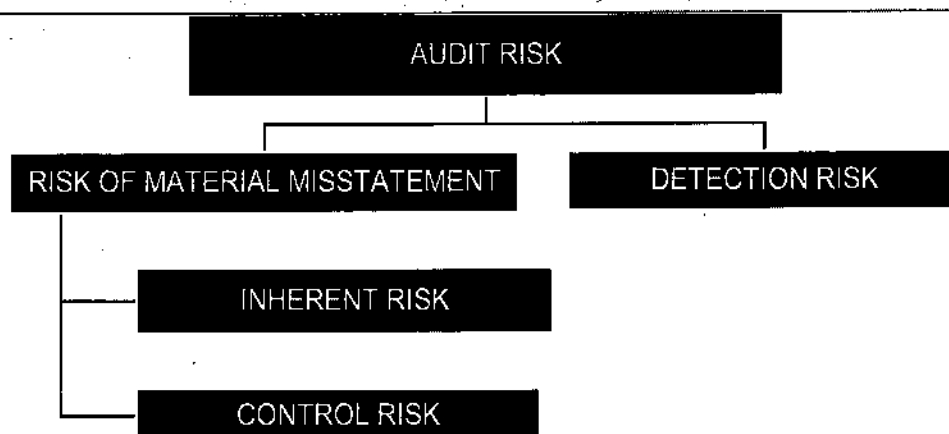 AUDIT RISK
RISK OF MATERIAL MISSTATEMENT
DETECTION RISK
INHERENT RISK
CONTROL RISK